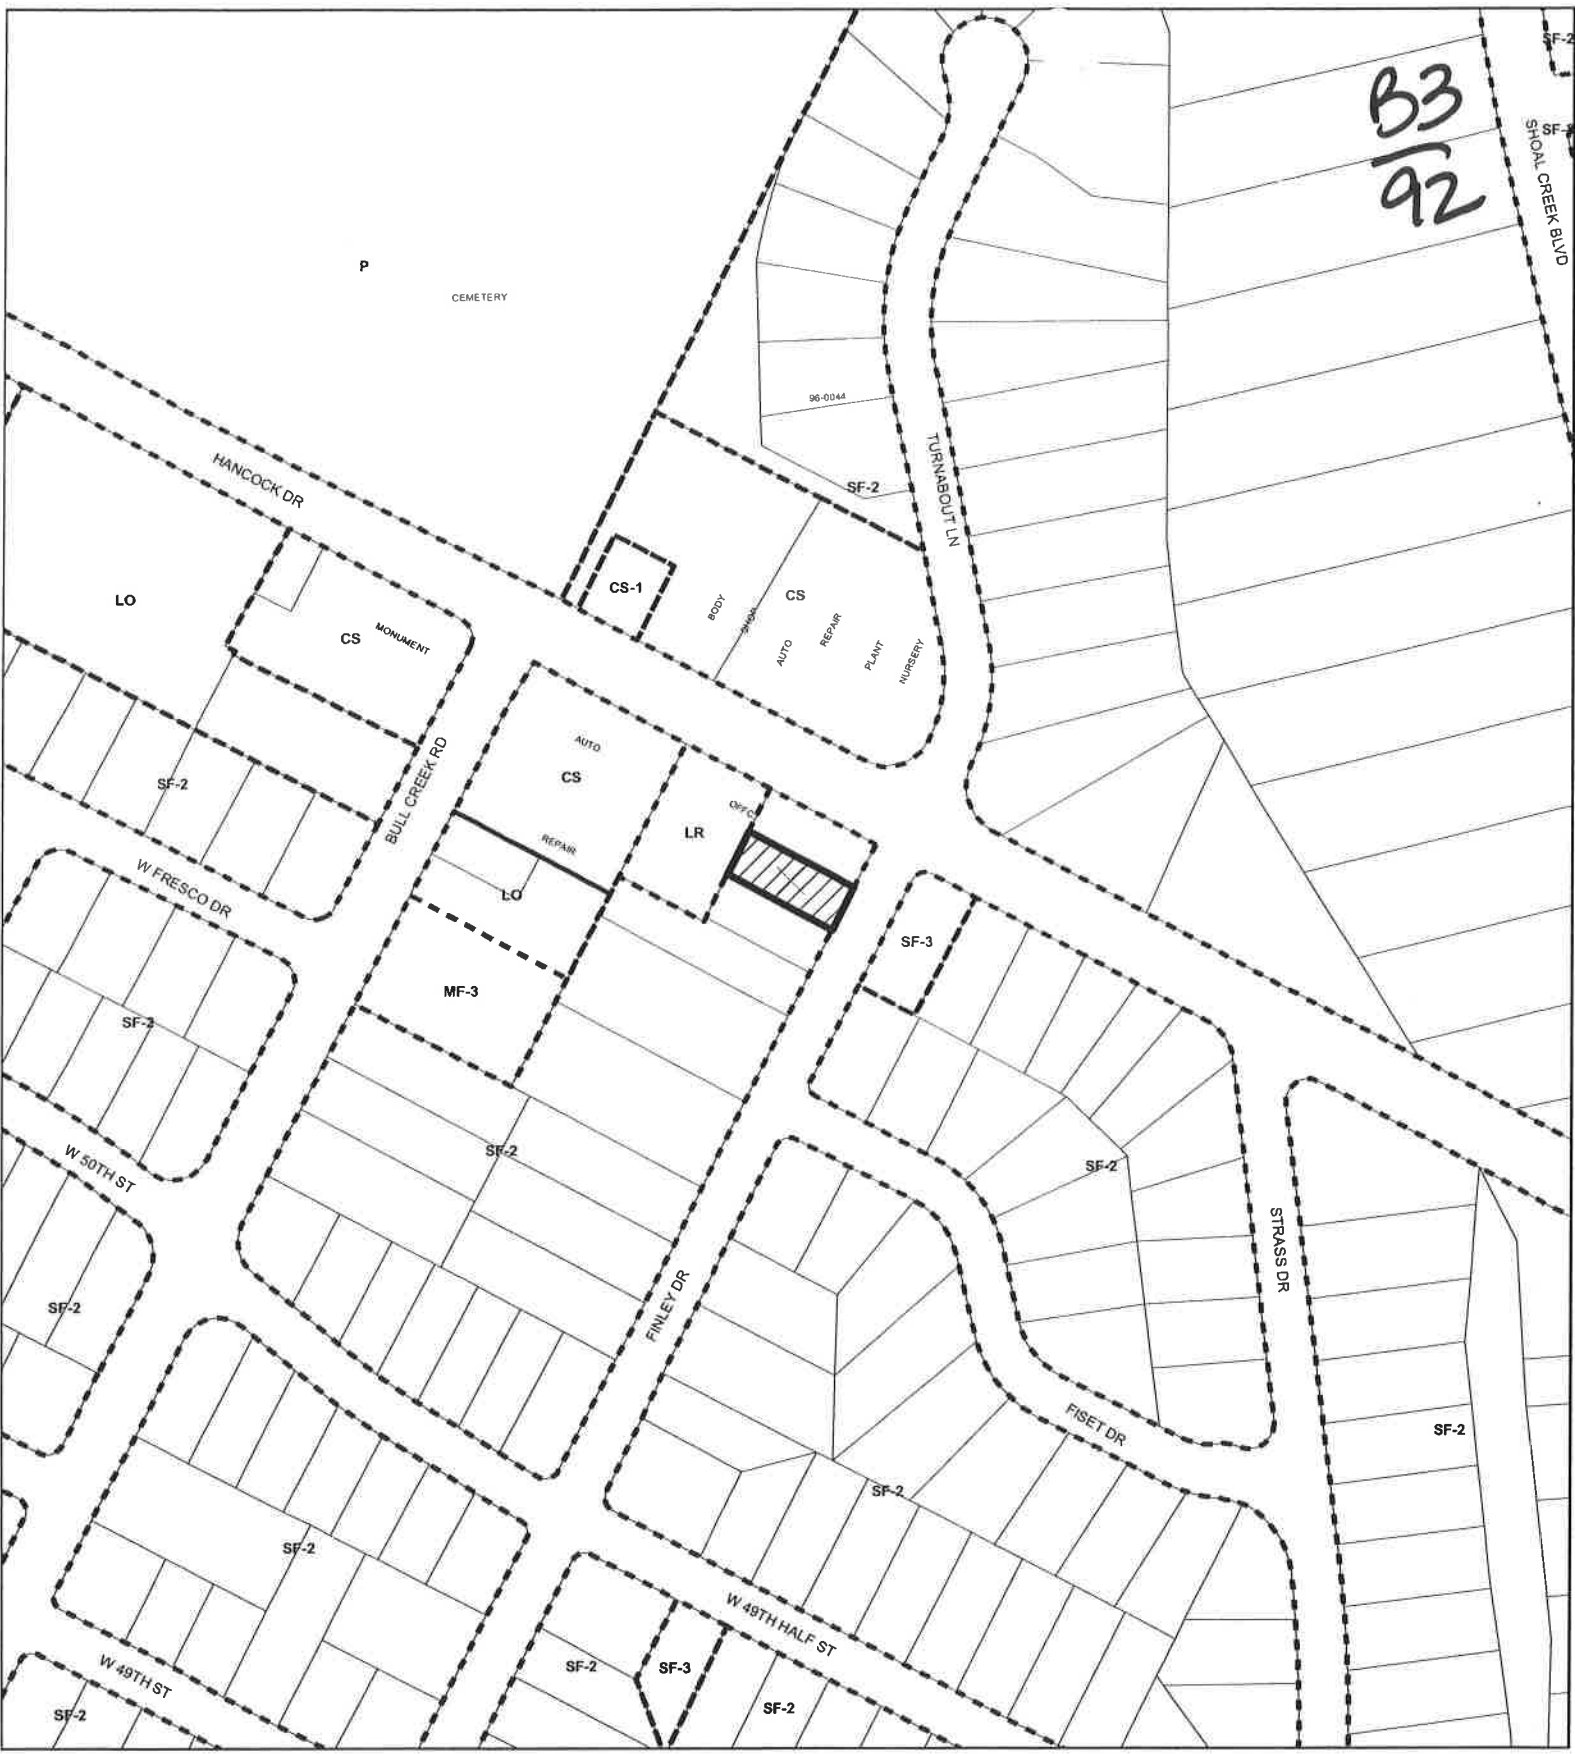 SF-2
B3
92
SF-3
SHOAL CREEK BLVD
P
CEMETERY
96-0044
HANCOCK DR
TURNABOUT LN
SF-2
CS-1
LO
BODY
SHOP
CS
AUTO
REPAIR
PLANT
NURSERY
CS
MONUMENT
AUTO
CS
REPAIR
BULL CREEK RD
SF-2
LR
OFFC.
W FRESCO DR
LO
SF-3
MF-3
SF-2
W 50TH ST
SF-2
SF-2
STRASS DR
SF-2
FINLEY DR
FISET DR
SF-2
SF-2
SF-2
W 49TH HALF ST
W 49TH ST
SF-2
SF-3
SF-2
SF-2